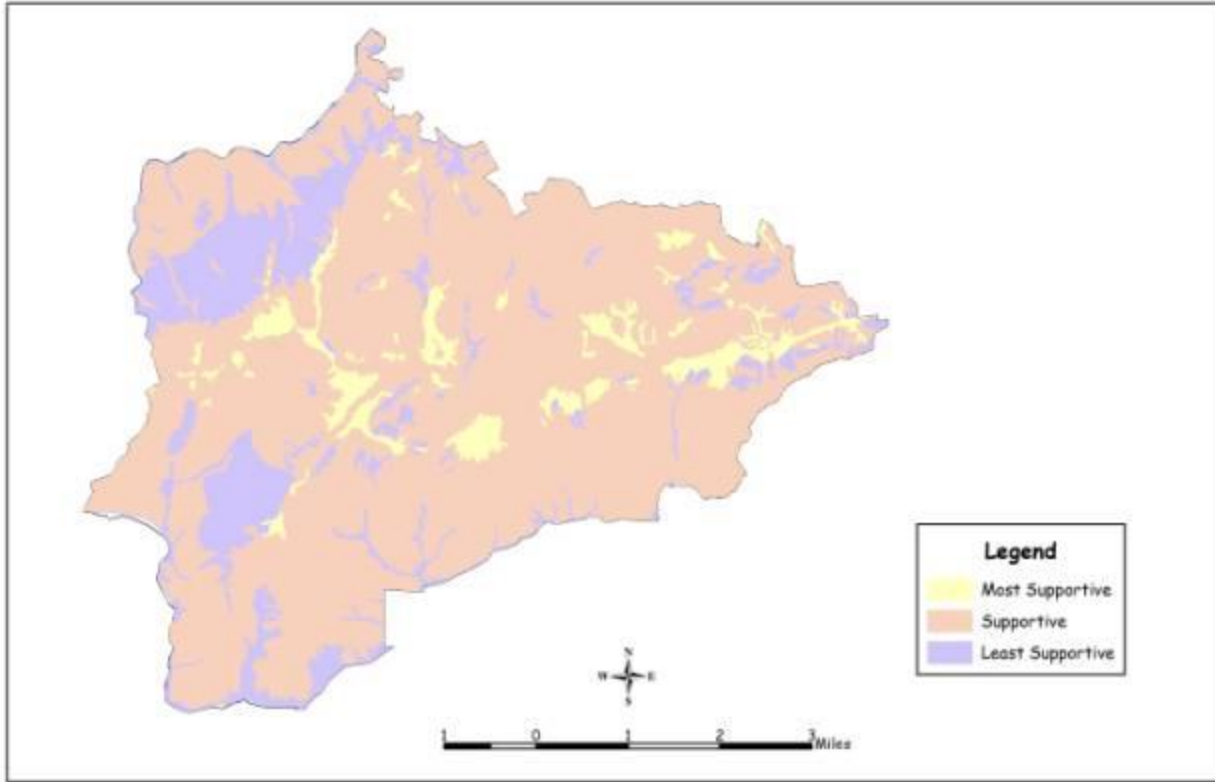 Legend
Most Supportive
Supportive
Least Supportive
N
W E
S
1 0 1 2 3 Miles